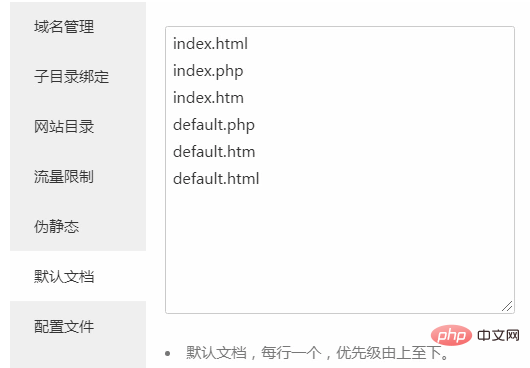 域名管理
子目录绑定
网站目录
流量限制
伪静态
默认文档
配置文件
index.html
index.php
index.htm
default.php
default.htm
default.html
默认文档，每行一个，优先级由上至下。
php 中文网